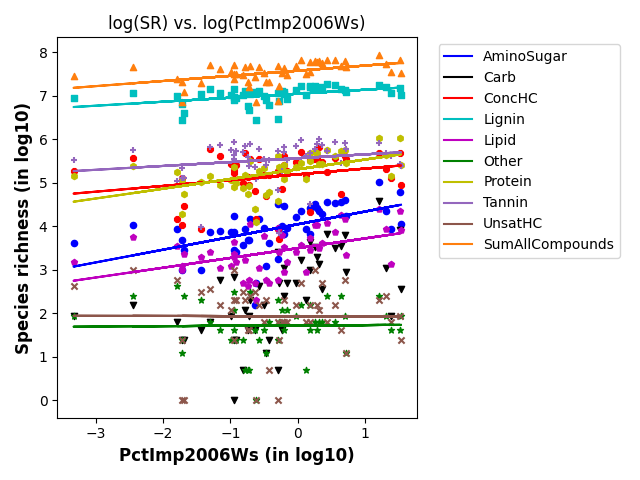 log(SR) vs. log(PctImp2006Ws)
8
7
6
5
4
3
2
1
0
Species richness (in log10)
−3
−2
−1
0
1
PctImp2006Ws (in log10)
AminoSugar
Carb
ConcHC
Lignin
Lipid
Other
Protein
Tannin
UnsatHC
SumAllCompounds